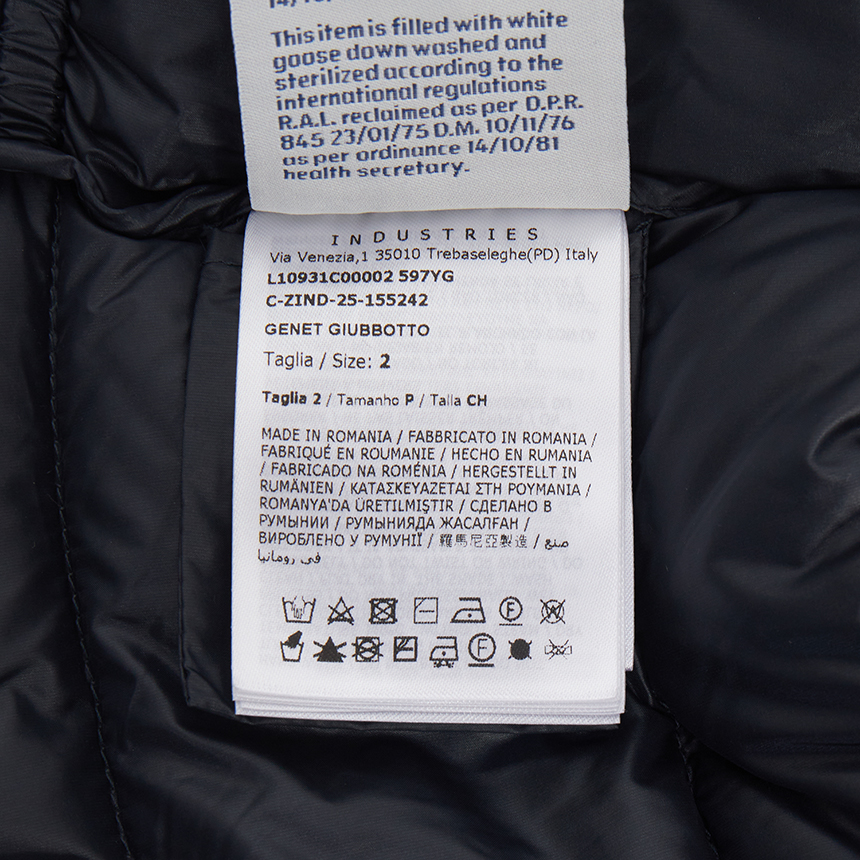 This item is filled with white
goose down washed and
sterilized according to the
international regulations
R.A.L. reclaimed as per D.P.R.
845 23/01/75 D.M. 10/11/76
as per ordinance 14/10/81
health secretary.
INDUSTRIES
Via Venezia,1 35010 Trebaseleghe(PD) Italy
L10931C00002 597YG
C-ZIND-25-155242
GENET GIUBBOTTO
Taglia / Size: 2
Taglia 2 / Tamanho P / Talla CH
MADE IN ROMANIA / FABBRICATO IN ROMANIA /
FABRIQUÉ EN ROUMANIE / HECHO EN RUMANIA
/ FABRICADO NA ROMÉNIA / HERGESTELLT IN
RUMÄNIEN / ΚΑΤΑΣΚΕΥΑΖΕΤΑΙ ΣΤΗ ΡΟΥΜΑΝΙΑ /
ROMANYA'DA ÜRETILMIŞTIR / СДЕЛАНО В
РУМЫНИИ / РУМЫНИЯДА ЖАСАЛҒАН /
ВИРОБЛЕНО У РУМУНІЇ / 羅馬尼亞製造 / صنع
في رومانيا